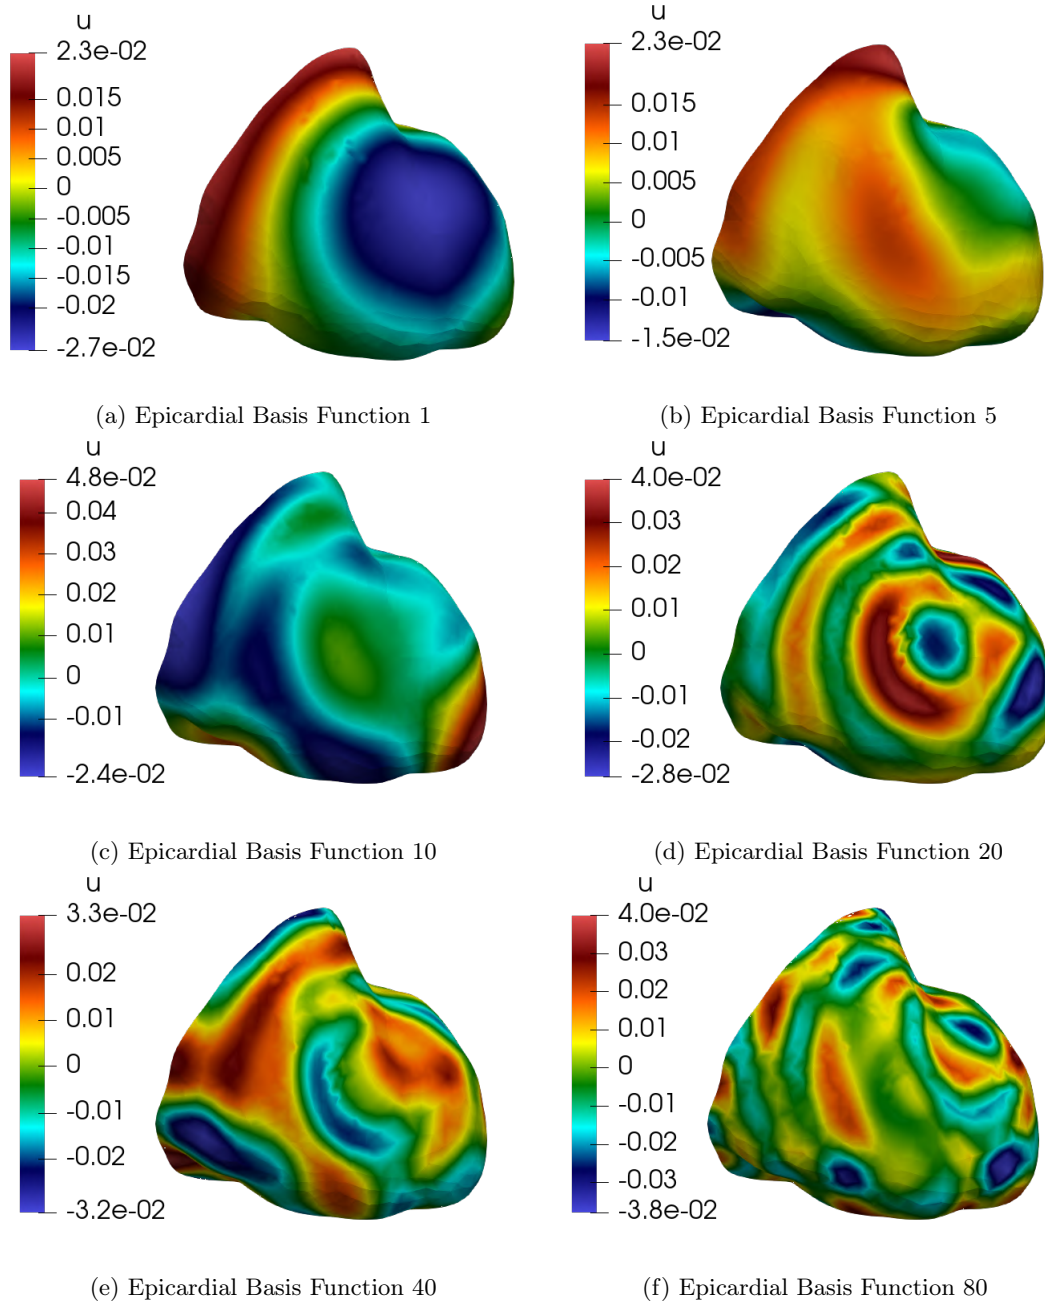 u
2.3e-02
0.015
0.01
0.005
0
-0.005
-0.01
-0.015
-0.02
-2.7e-02
(a) Epicardial Basis Function 1
u
2.3e-02
0.015
0.01
0.005
0
-0.005
-0.01
-1.5e-02
(b) Epicardial Basis Function 5
u
4.8e-02
0.04
0.03
0.02
0.01
0
-0.01
-2.4e-02
(c) Epicardial Basis Function 10
u
4.0e-02
0.03
0.02
0.01
0
-0.01
-0.02
-2.8e-02
(d) Epicardial Basis Function 20
u
3.3e-02
0.02
0.01
0
-0.01
-0.02
-3.2e-02
(e) Epicardial Basis Function 40
u
4.0e-02
0.03
0.02
0.01
0
-0.01
-0.02
-0.03
-3.8e-02
(f) Epicardial Basis Function 80